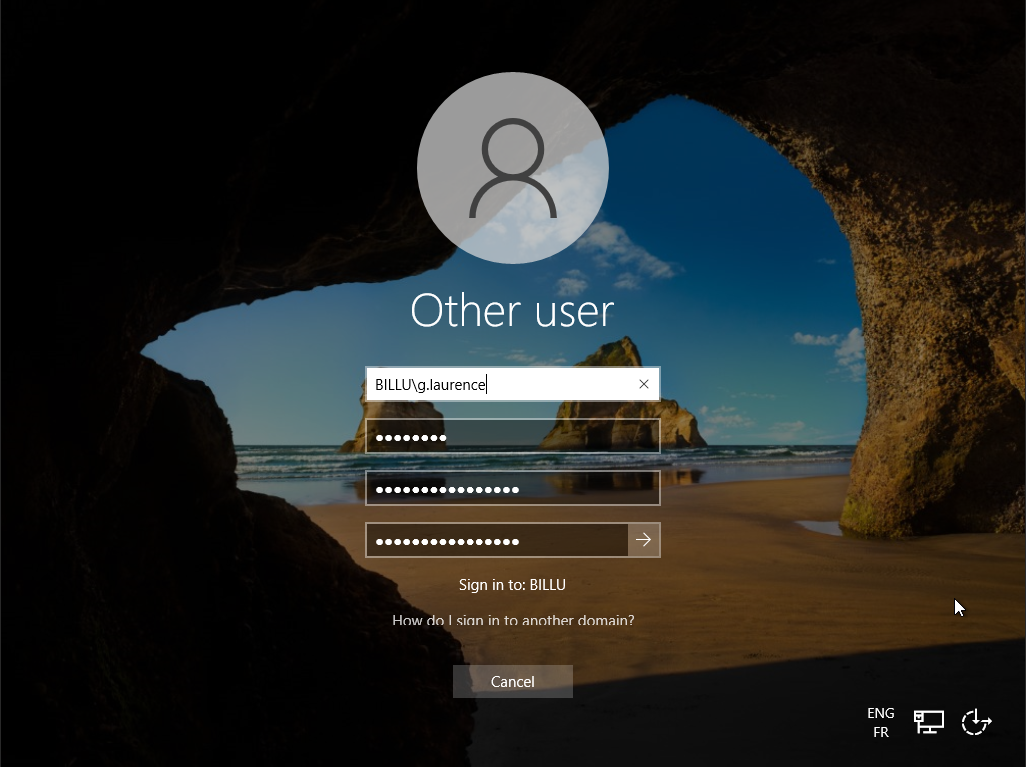 Other user
BILLU\g.laurence
●●●●●●●●
●●●●●●●●●●●●●●●●
●●●●●●●●●●●●●●●●
Sign in to: BILLU
How do I sign in to another domain?
Cancel
ENG
FR